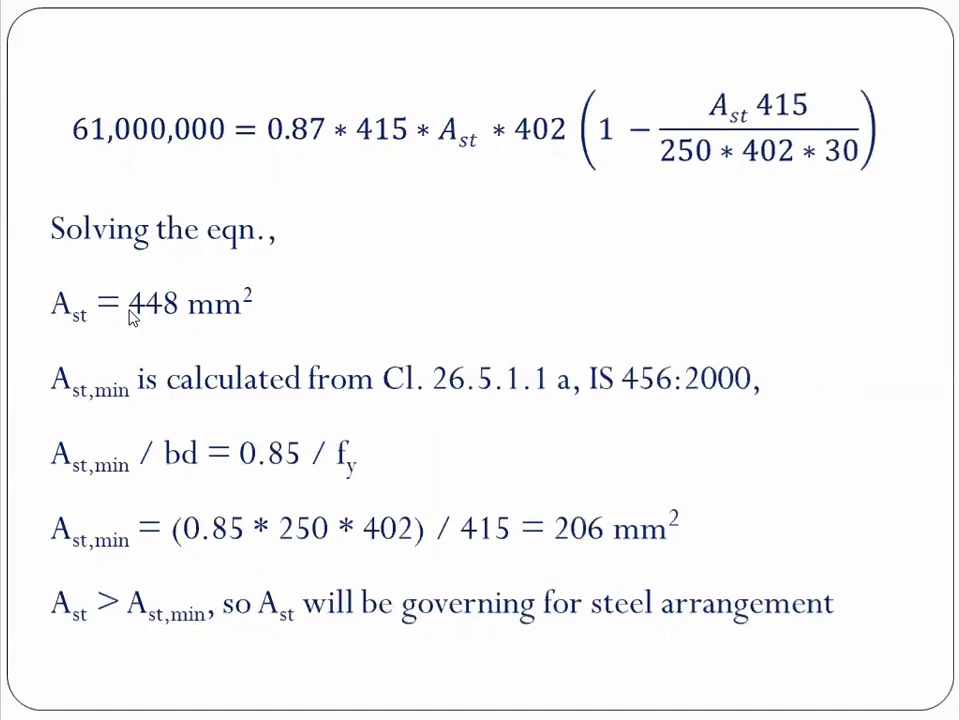 61,000,000 = 0.87 * 415 * A_st * 402 (1 − A_st 415 / 250 * 402 * 30)
Solving the eqn.,
A_st = 448 mm²
A_st,min is calculated from Cl. 26.5.1.1 a, IS 456:2000,
A_st,min / bd = 0.85 / f_y
A_st,min = (0.85 * 250 * 402) / 415 = 206 mm²
A_st > A_st,min, so A_st will be governing for steel arrangement